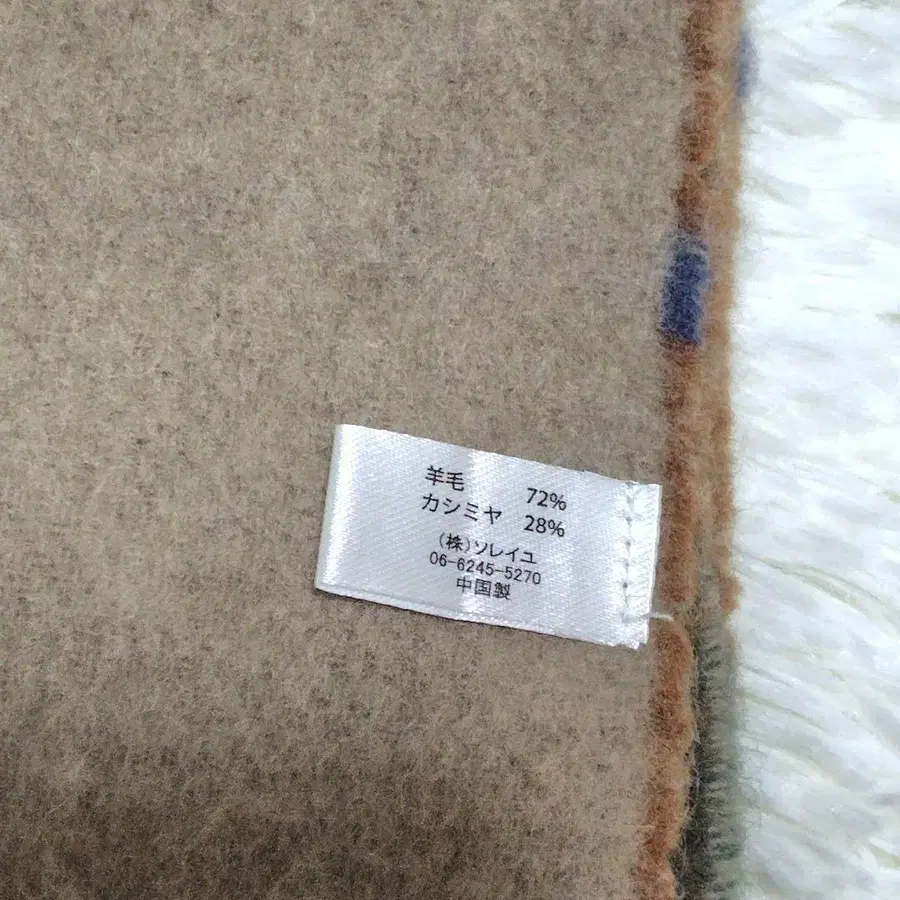 羊毛 72%
カシミヤ 28%
(株)ソレイユ
06-6245-5270
中国製